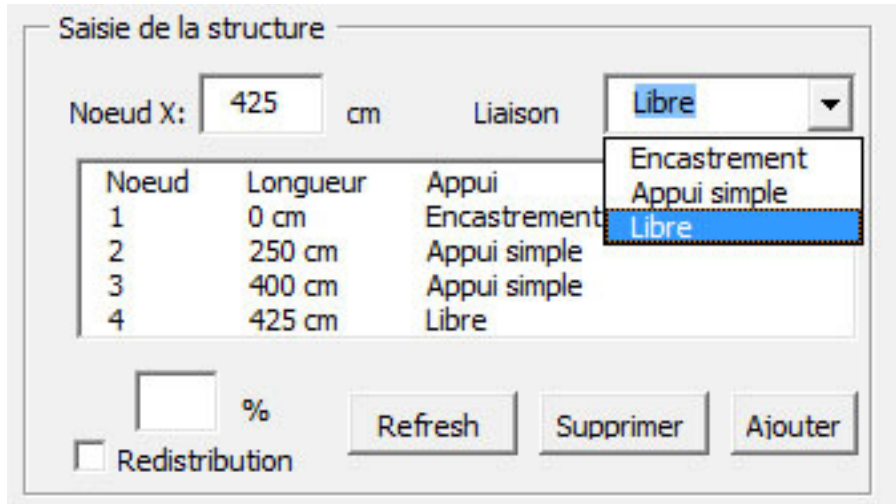 Saisie de la structure
Noeud X: 425 cm Liaison Libre
Encastrement
Appui simple
Libre
Noeud Longueur Appui
1 0 cm Encastrement
2 250 cm Appui simple
3 400 cm Appui simple
4 425 cm Libre
%
Redistribution
Refresh Supprimer Ajouter